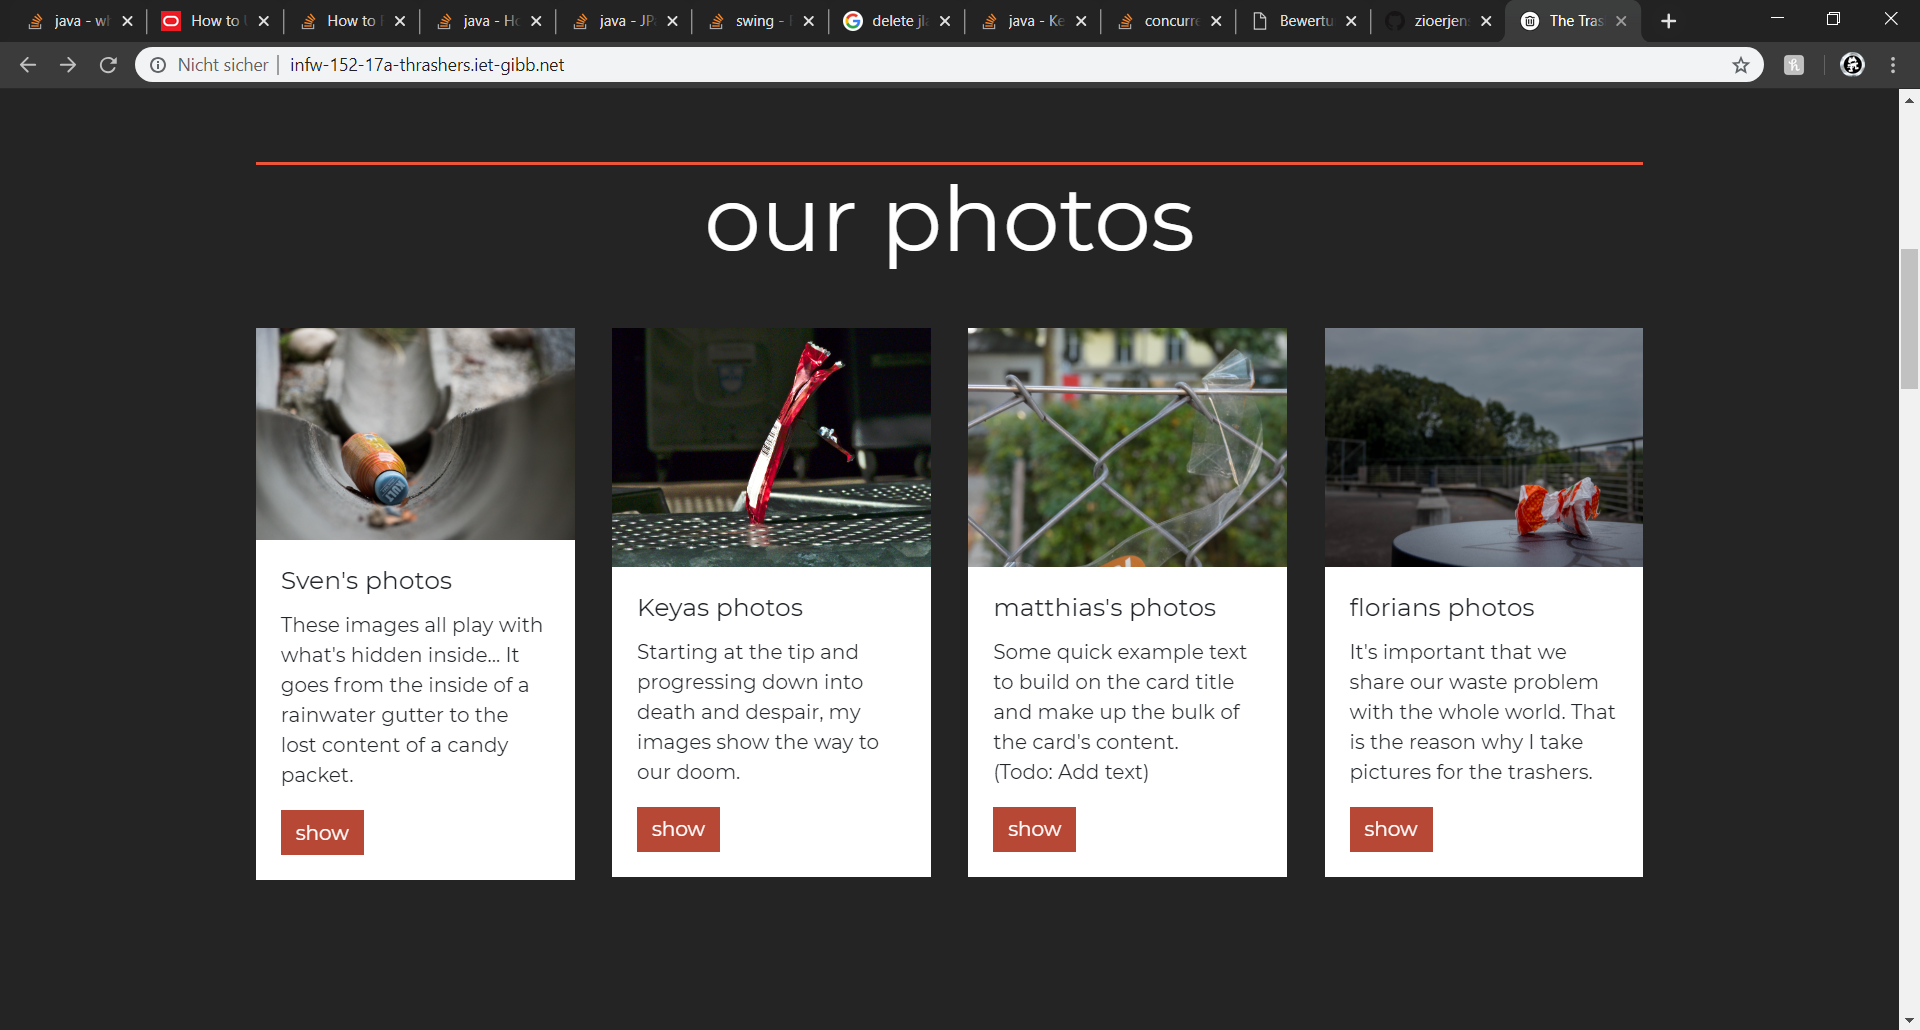 java - wh
How to U
How to 
java - Ho
java - JPa
swing - 
delete jla
java - Ke
concurre
Bewertu
zioerjen
The Tras
Nicht sicher
infw-152-17a-thrashers.iet-gibb.net
our photos
KULT
Sven's photos
These images all play with
what's hidden inside... It
goes from the inside of a
rainwater gutter to the
lost content of a candy
packet.
show
Keyas photos
Starting at the tip and
progressing down into
death and despair, my
images show the way to
our doom.
show
matthias's photos
Some quick example text
to build on the card title
and make up the bulk of
the card's content.
(Todo: Add text)
show
florians photos
It's important that we
share our waste problem
with the whole world. That
is the reason why I take
pictures for the trashers.
show